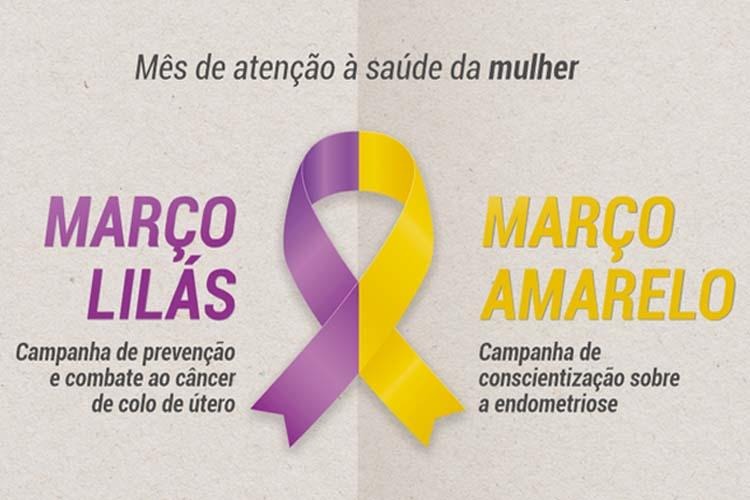 Mês de atenção à saúde da mulher
MARÇO
LILÁS
Campanha de prevenção
e combate ao câncer
de colo de útero
MARÇO
AMARELO
Campanha de
conscientização sobre
a endometriose